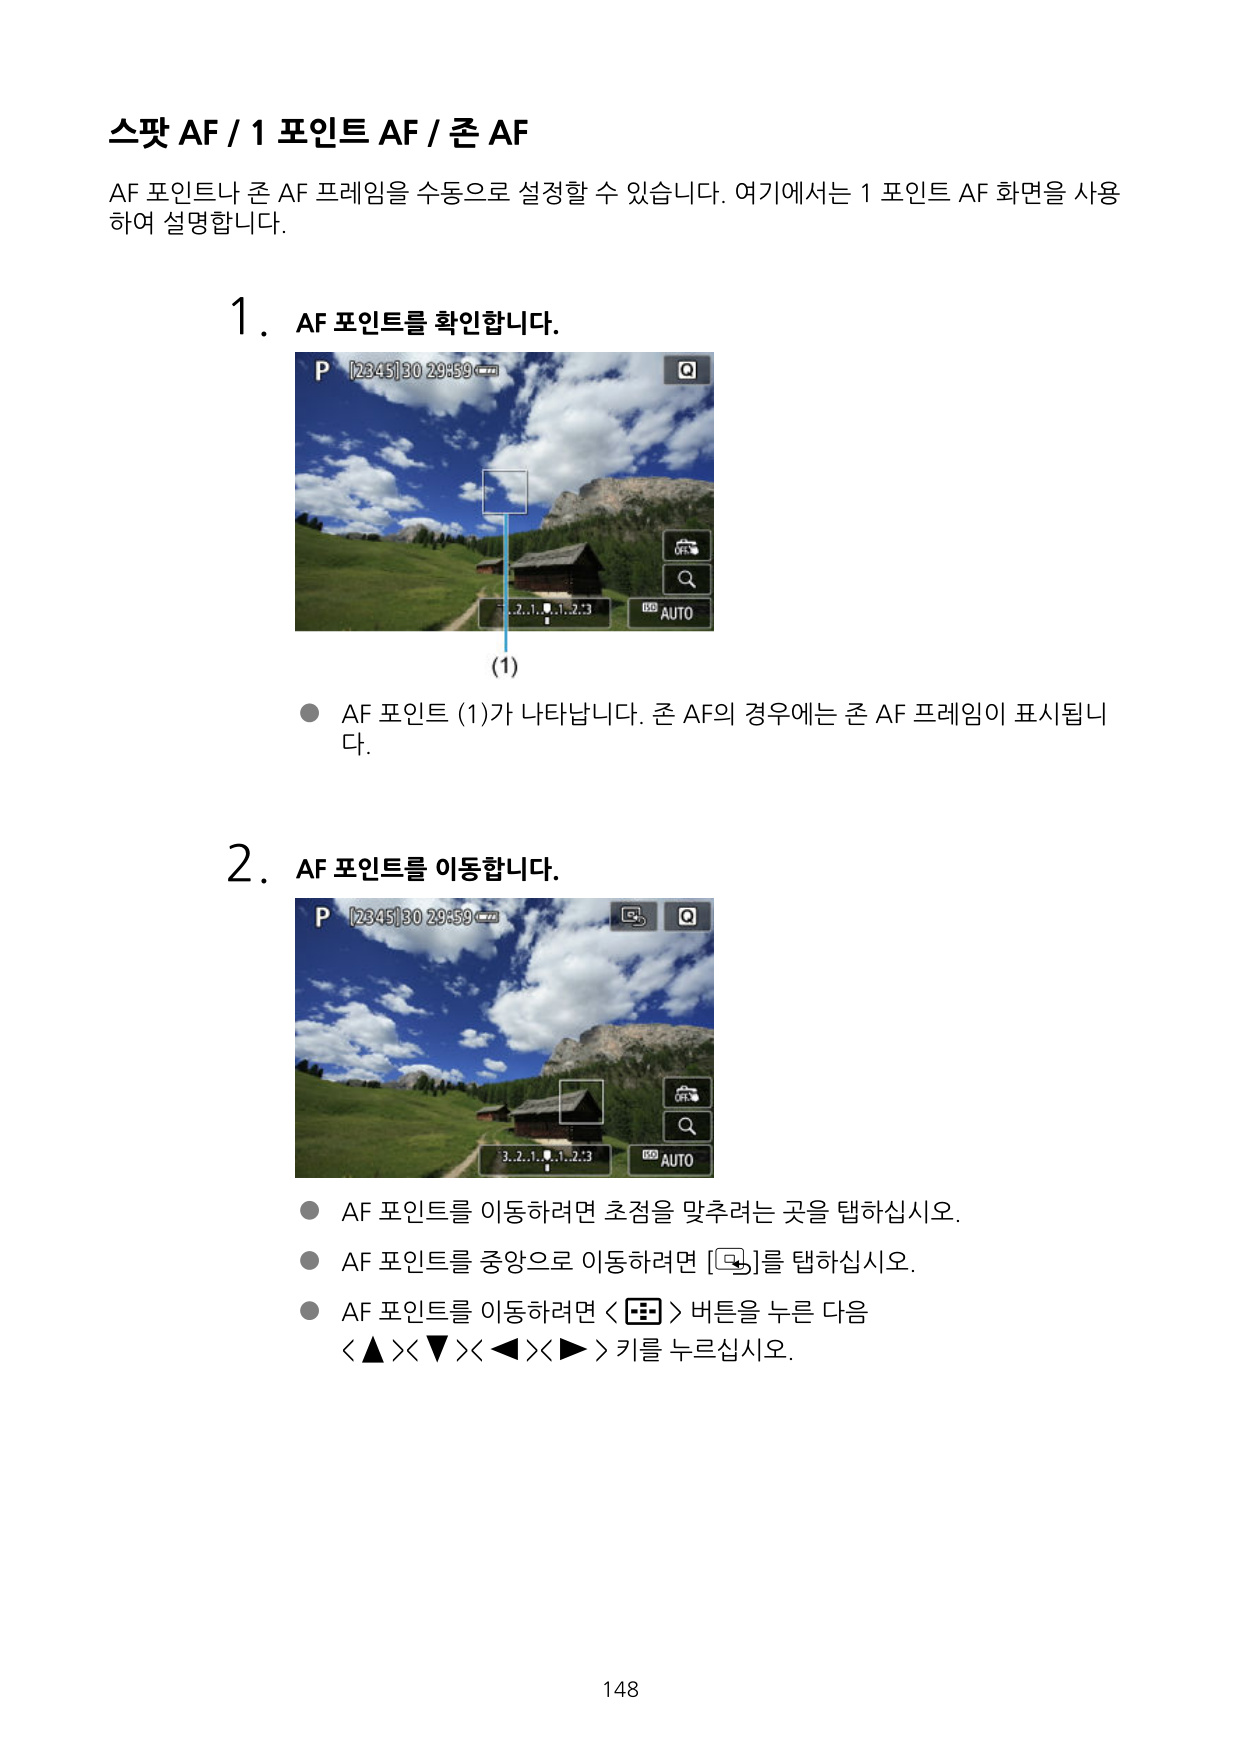 스팟 AF / 1 포인트 AF / 존 AF
AF 포인트나 존 AF 프레임을 수동으로 설정할 수 있습니다. 여기에서는 1 포인트 AF 화면을 사용
하여 설명합니다.
1. AF 포인트를 확인합니다.
P [2345]30 29:59 Q
OFF
3..2..1..0..1..2..3 ISO AUTO
(1)
● AF 포인트 (1)가 나타납니다. 존 AF의 경우에는 존 AF 프레임이 표시됩니
다.
2. AF 포인트를 이동합니다.
P [2345]30 29:59 Q
OFF
3..2..1..0..1..2..3 ISO AUTO
● AF 포인트를 이동하려면 초점을 맞추려는 곳을 탭하십시오.
● AF 포인트를 중앙으로 이동하려면 []를 탭하십시오.
● AF 포인트를 이동하려면 < > 버튼을 누른 다음
<▲><▼><◀><▶> 키를 누르십시오.
148